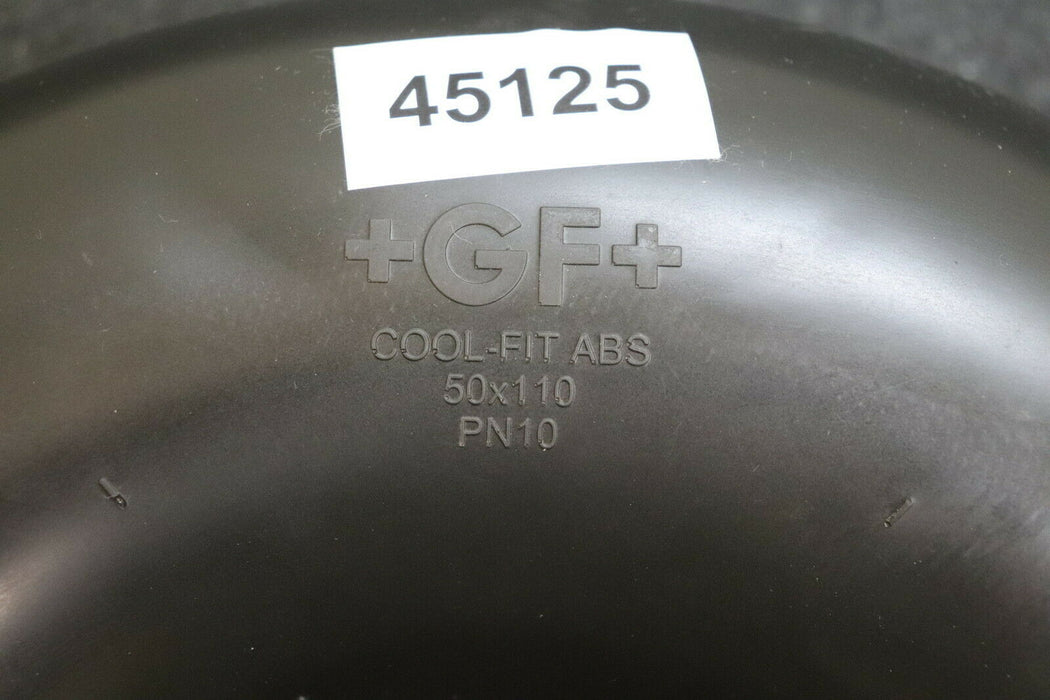 45125
+GF+
COOL-FIT ABS
50x110
PN10